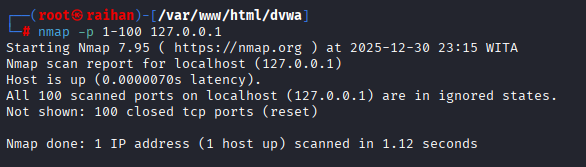 ┌──(root㉿raihan)-[/var/www/html/dvwa]
└─# nmap -p 1-100 127.0.0.1
Starting Nmap 7.95 ( https://nmap.org ) at 2025-12-30 23:15 WITA
Nmap scan report for localhost (127.0.0.1)
Host is up (0.0000070s latency).
All 100 scanned ports on localhost (127.0.0.1) are in ignored states.
Not shown: 100 closed tcp ports (reset)
Nmap done: 1 IP address (1 host up) scanned in 1.12 seconds